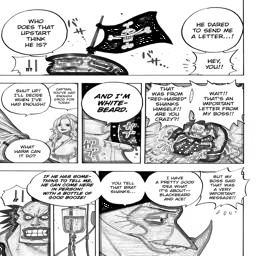 HE DARED
TO SEND ME
A LETTER...!
WHO
DOES THAT
UPSTART
THINK
HE IS?
HEY,
YOU!!
WAIT!!
THAT'S AN
IMPORTANT
LETTER FROM
MY BOSS!!
THAT WAS
FROM
"RED-HAIRED"
SHANKS
HIMSELF!!
ARE YOU
CRAZY?!
AND I'M
WHITE-
BEARD.
CAPTAIN,
YOU'VE HAD
ENOUGH
BOOZE FOR
TODAY
SHUT UP!
I'LL DECIDE
WHEN I'VE
HAD ENOUGH!
WHAT
HARM CAN
IT DO?
BUT MY
BOSS SAID
THAT WAS
A VERY
IMPORTANT
MESSAGE!!
I HAVE
A PRETTY
GOOD IDEA
WHAT IT'S
ABOUT--
BLACKBEARD
AND ACE!
YOU TELL
THAT BRAT
SHANKS...
IF HE HAS SOME-
THING TO TELL ME,
HE CAN COME HERE
IN PERSON!
WITH A BOTTLE
OF GOOD BOOZE!